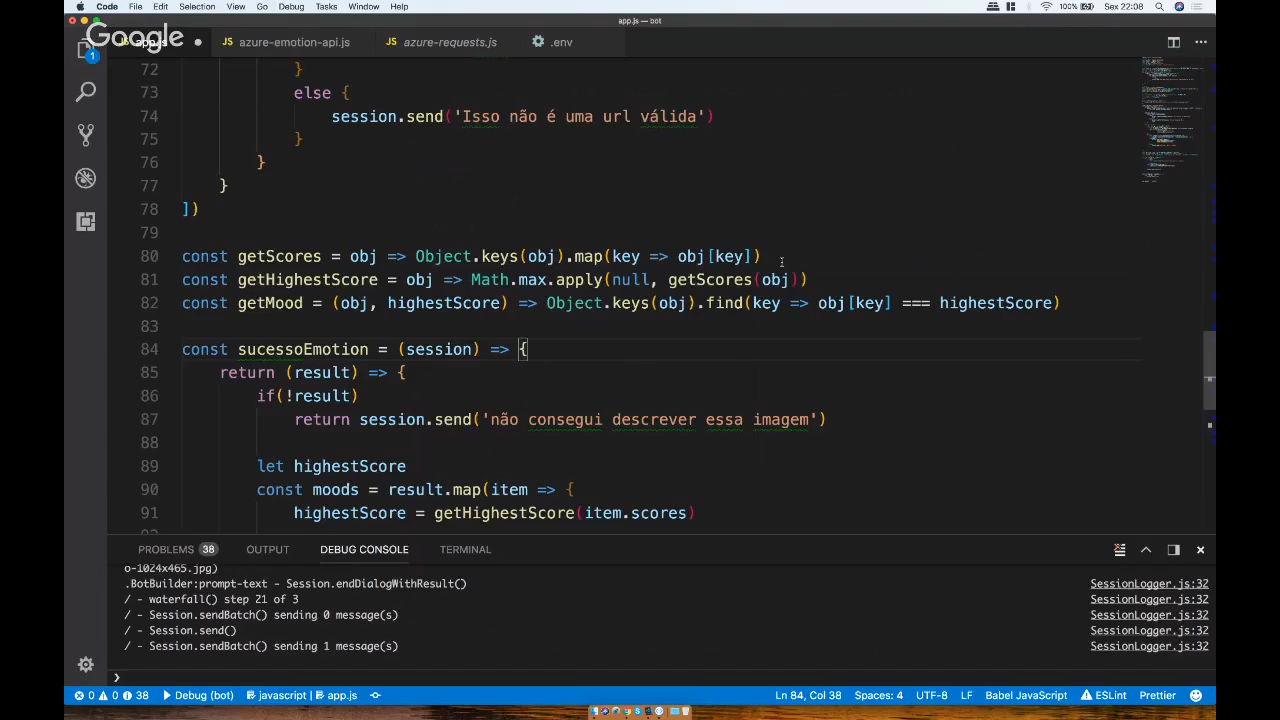 Code File Edit Selection View Go Debug Tasks Window Help 100% Sex 22:08
app.js — bot
Google
app.js azure-emotion-api.js azure-requests.js .env
1
72 }
73 else {
74 session.send('Isso não é uma url válida')
75 }
76 }
77 }
78 ])
79
80 const getScores = obj => Object.keys(obj).map(key => obj[key])
81 const getHighestScore = obj => Math.max.apply(null, getScores(obj))
82 const getMood = (obj, highestScore) => Object.keys(obj).find(key => obj[key] === highestScore)
83
84 const sucessoEmotion = (session) => {
85 return (result) => {
86 if(!result)
87 return session.send('não consegui descrever essa imagem')
88
89 let highestScore
90 const moods = result.map(item => {
91 highestScore = getHighestScore(item.scores)
PROBLEMS 38 OUTPUT DEBUG CONSOLE TERMINAL
o-1024x465.jpg)
.BotBuilder:prompt-text - Session.endDialogWithResult() SessionLogger.js:32
/ - waterfall() step 21 of 3 SessionLogger.js:32
/ - Session.sendBatch() sending 0 message(s) SessionLogger.js:32
/ - Session.send() SessionLogger.js:32
/ - Session.sendBatch() sending 1 message(s) SessionLogger.js:32
0 0 38 Debug (bot) javascript | app.js Ln 84, Col 38 Spaces: 4 UTF-8 LF Babel JavaScript ESLint Prettier